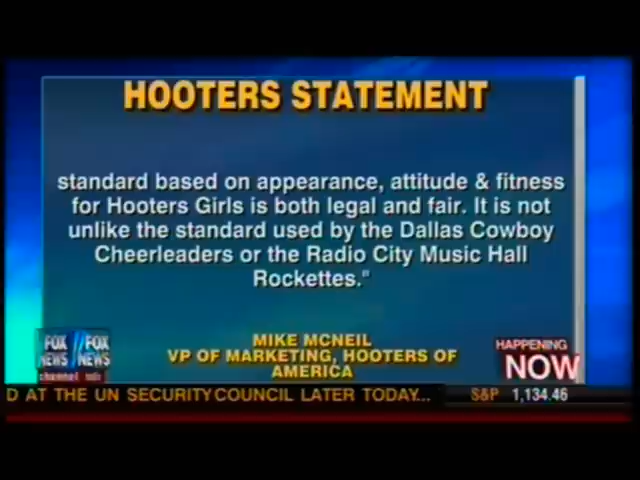 HOOTERS STATEMENT
standard based on appearance, attitude & fitness
for Hooters Girls is both legal and fair. It is not
unlike the standard used by the Dallas Cowboy
Cheerleaders or the Radio City Music Hall
Rockettes."
MIKE MCNEIL
VP OF MARKETING, HOOTERS OF
AMERICA
FOX NEWS channel
FOX NEWS
HAPPENING
NOW
D AT THE UN SECURITY COUNCIL LATER TODAY...
S&P 1,134.46